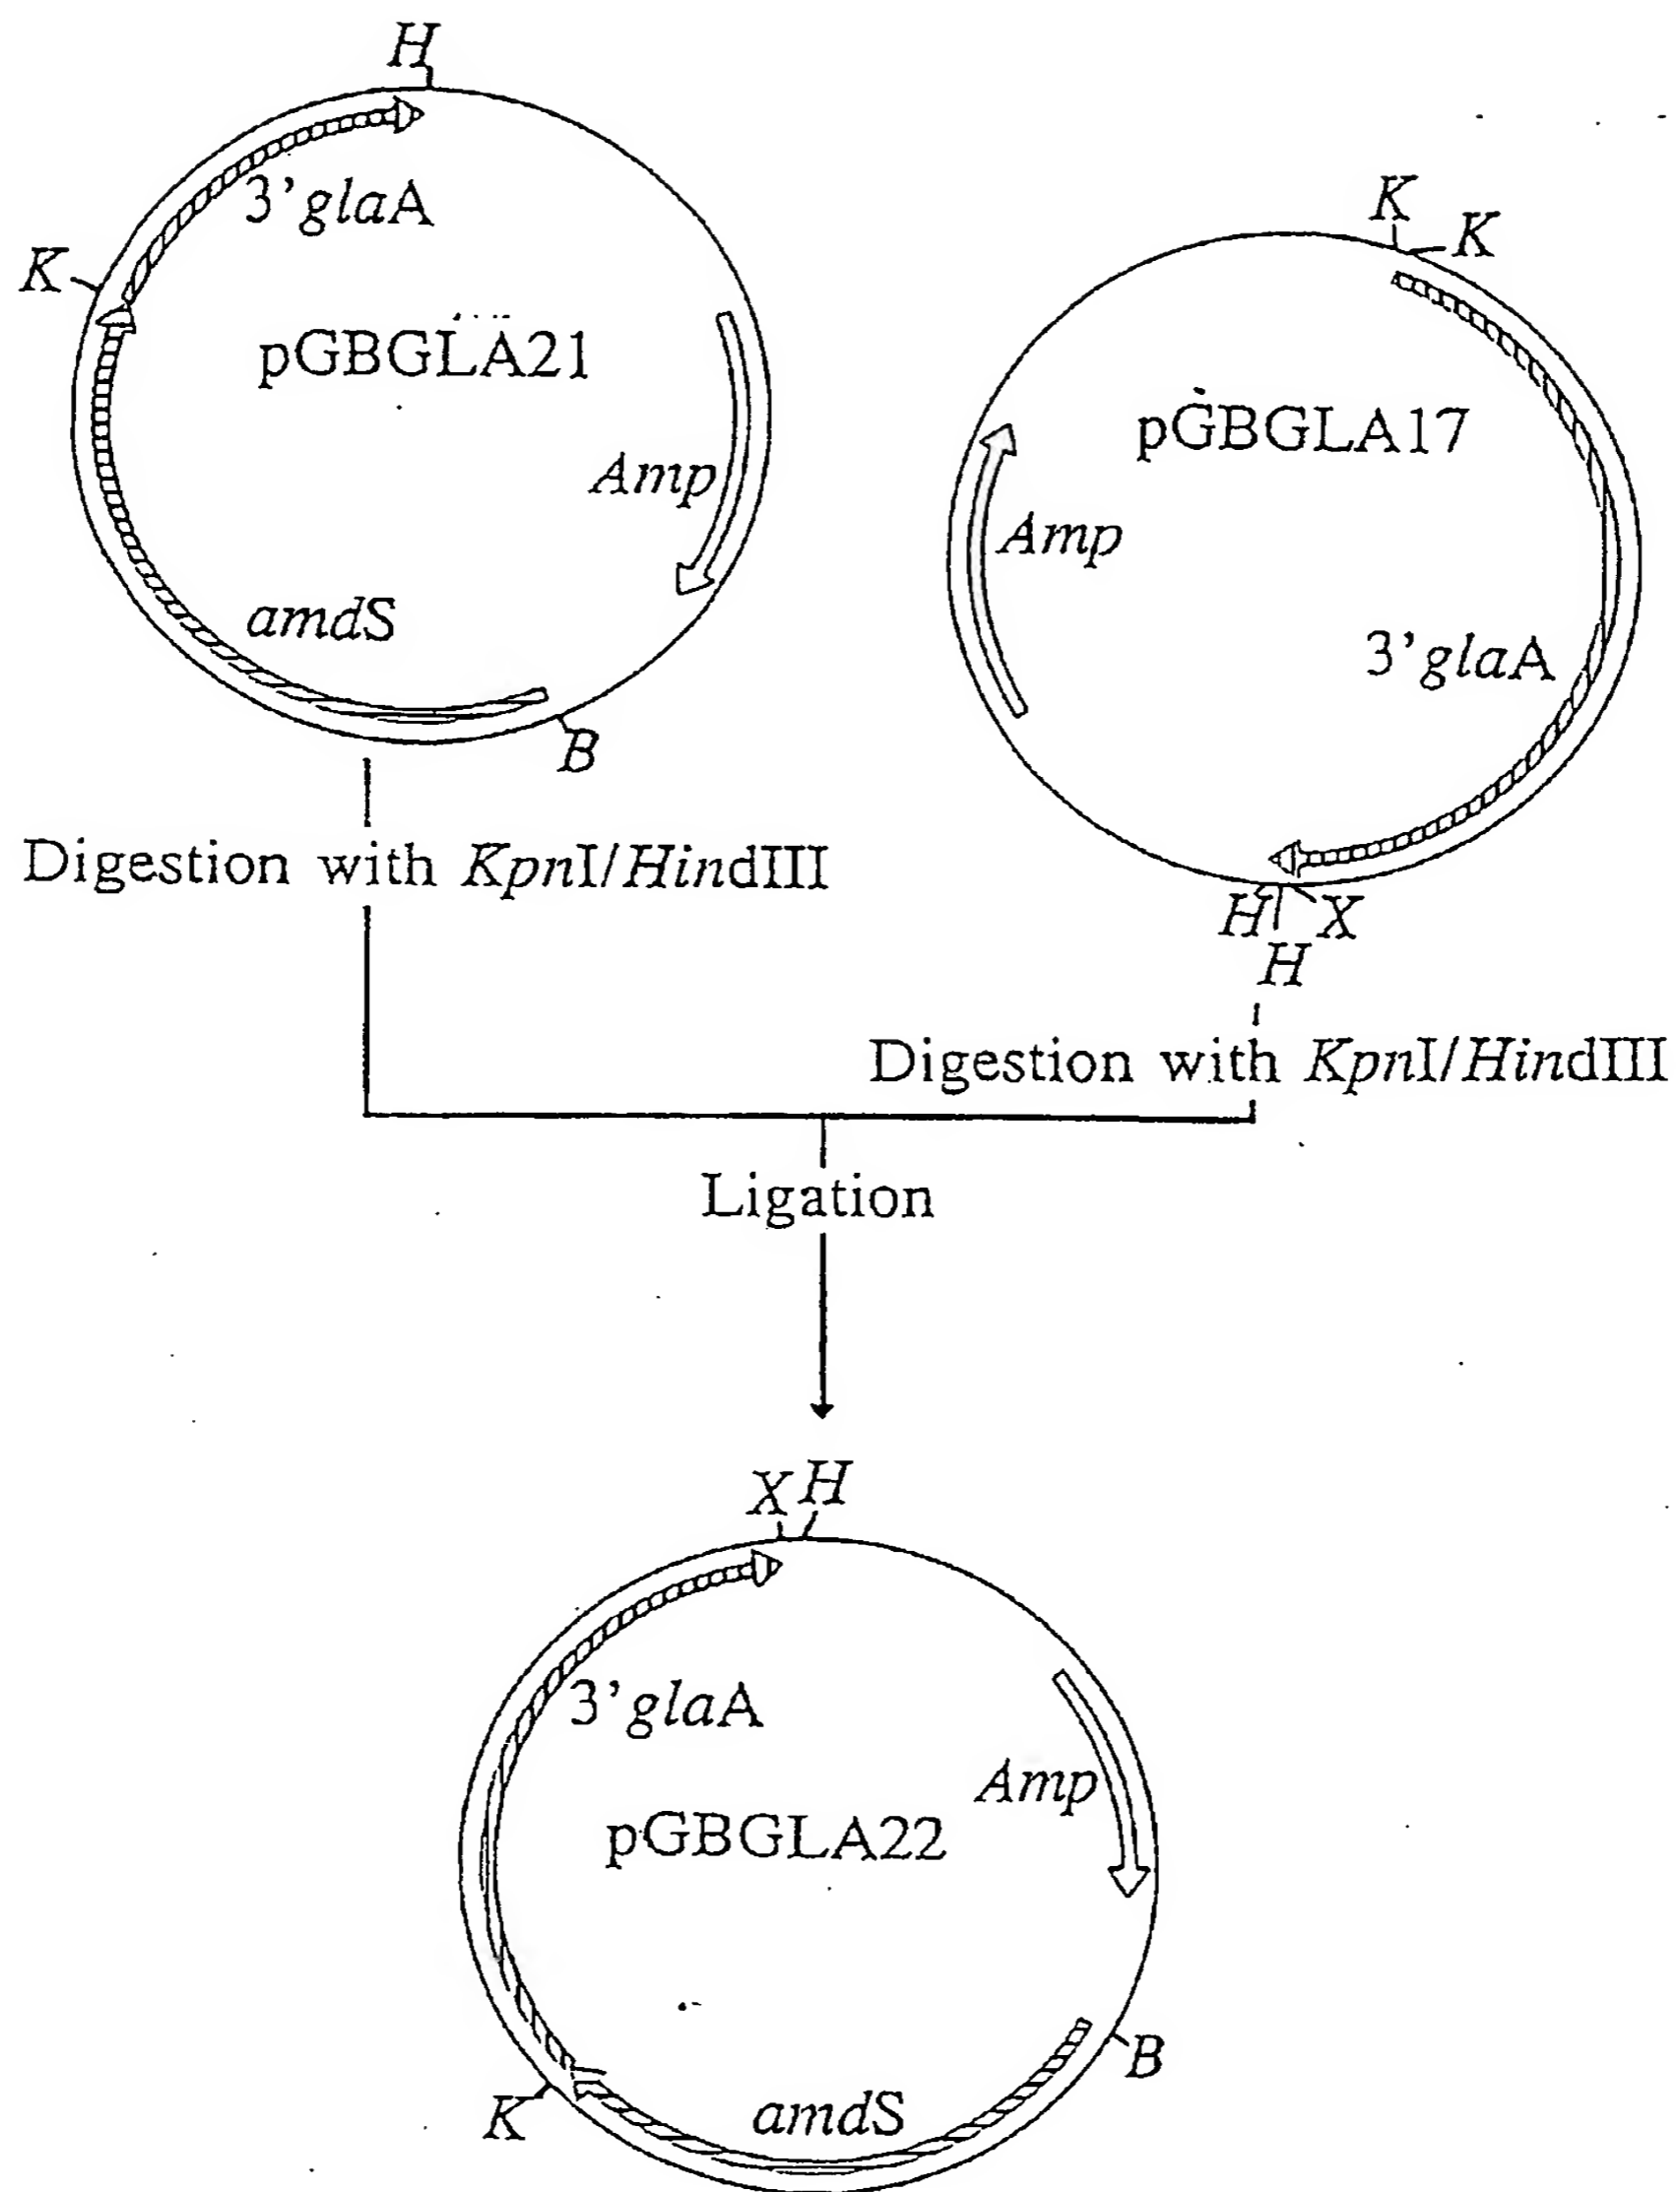 H
3’glaA
K
pGBGLA21
Amp
amdS
B
Digestion with KpnI/HindIII
K
K
pGBGLA17
Amp
3’glaA
H X
H
Digestion with KpnI/HindIII
Ligation
X H
3’glaA
Amp
pGBGLA22
B
K
amdS